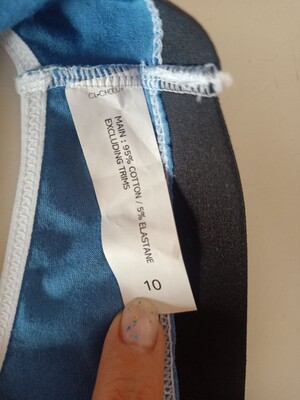 MAIN : 95% COTTON / 5% ELASTANE
EXCLUDING TRIMS
10